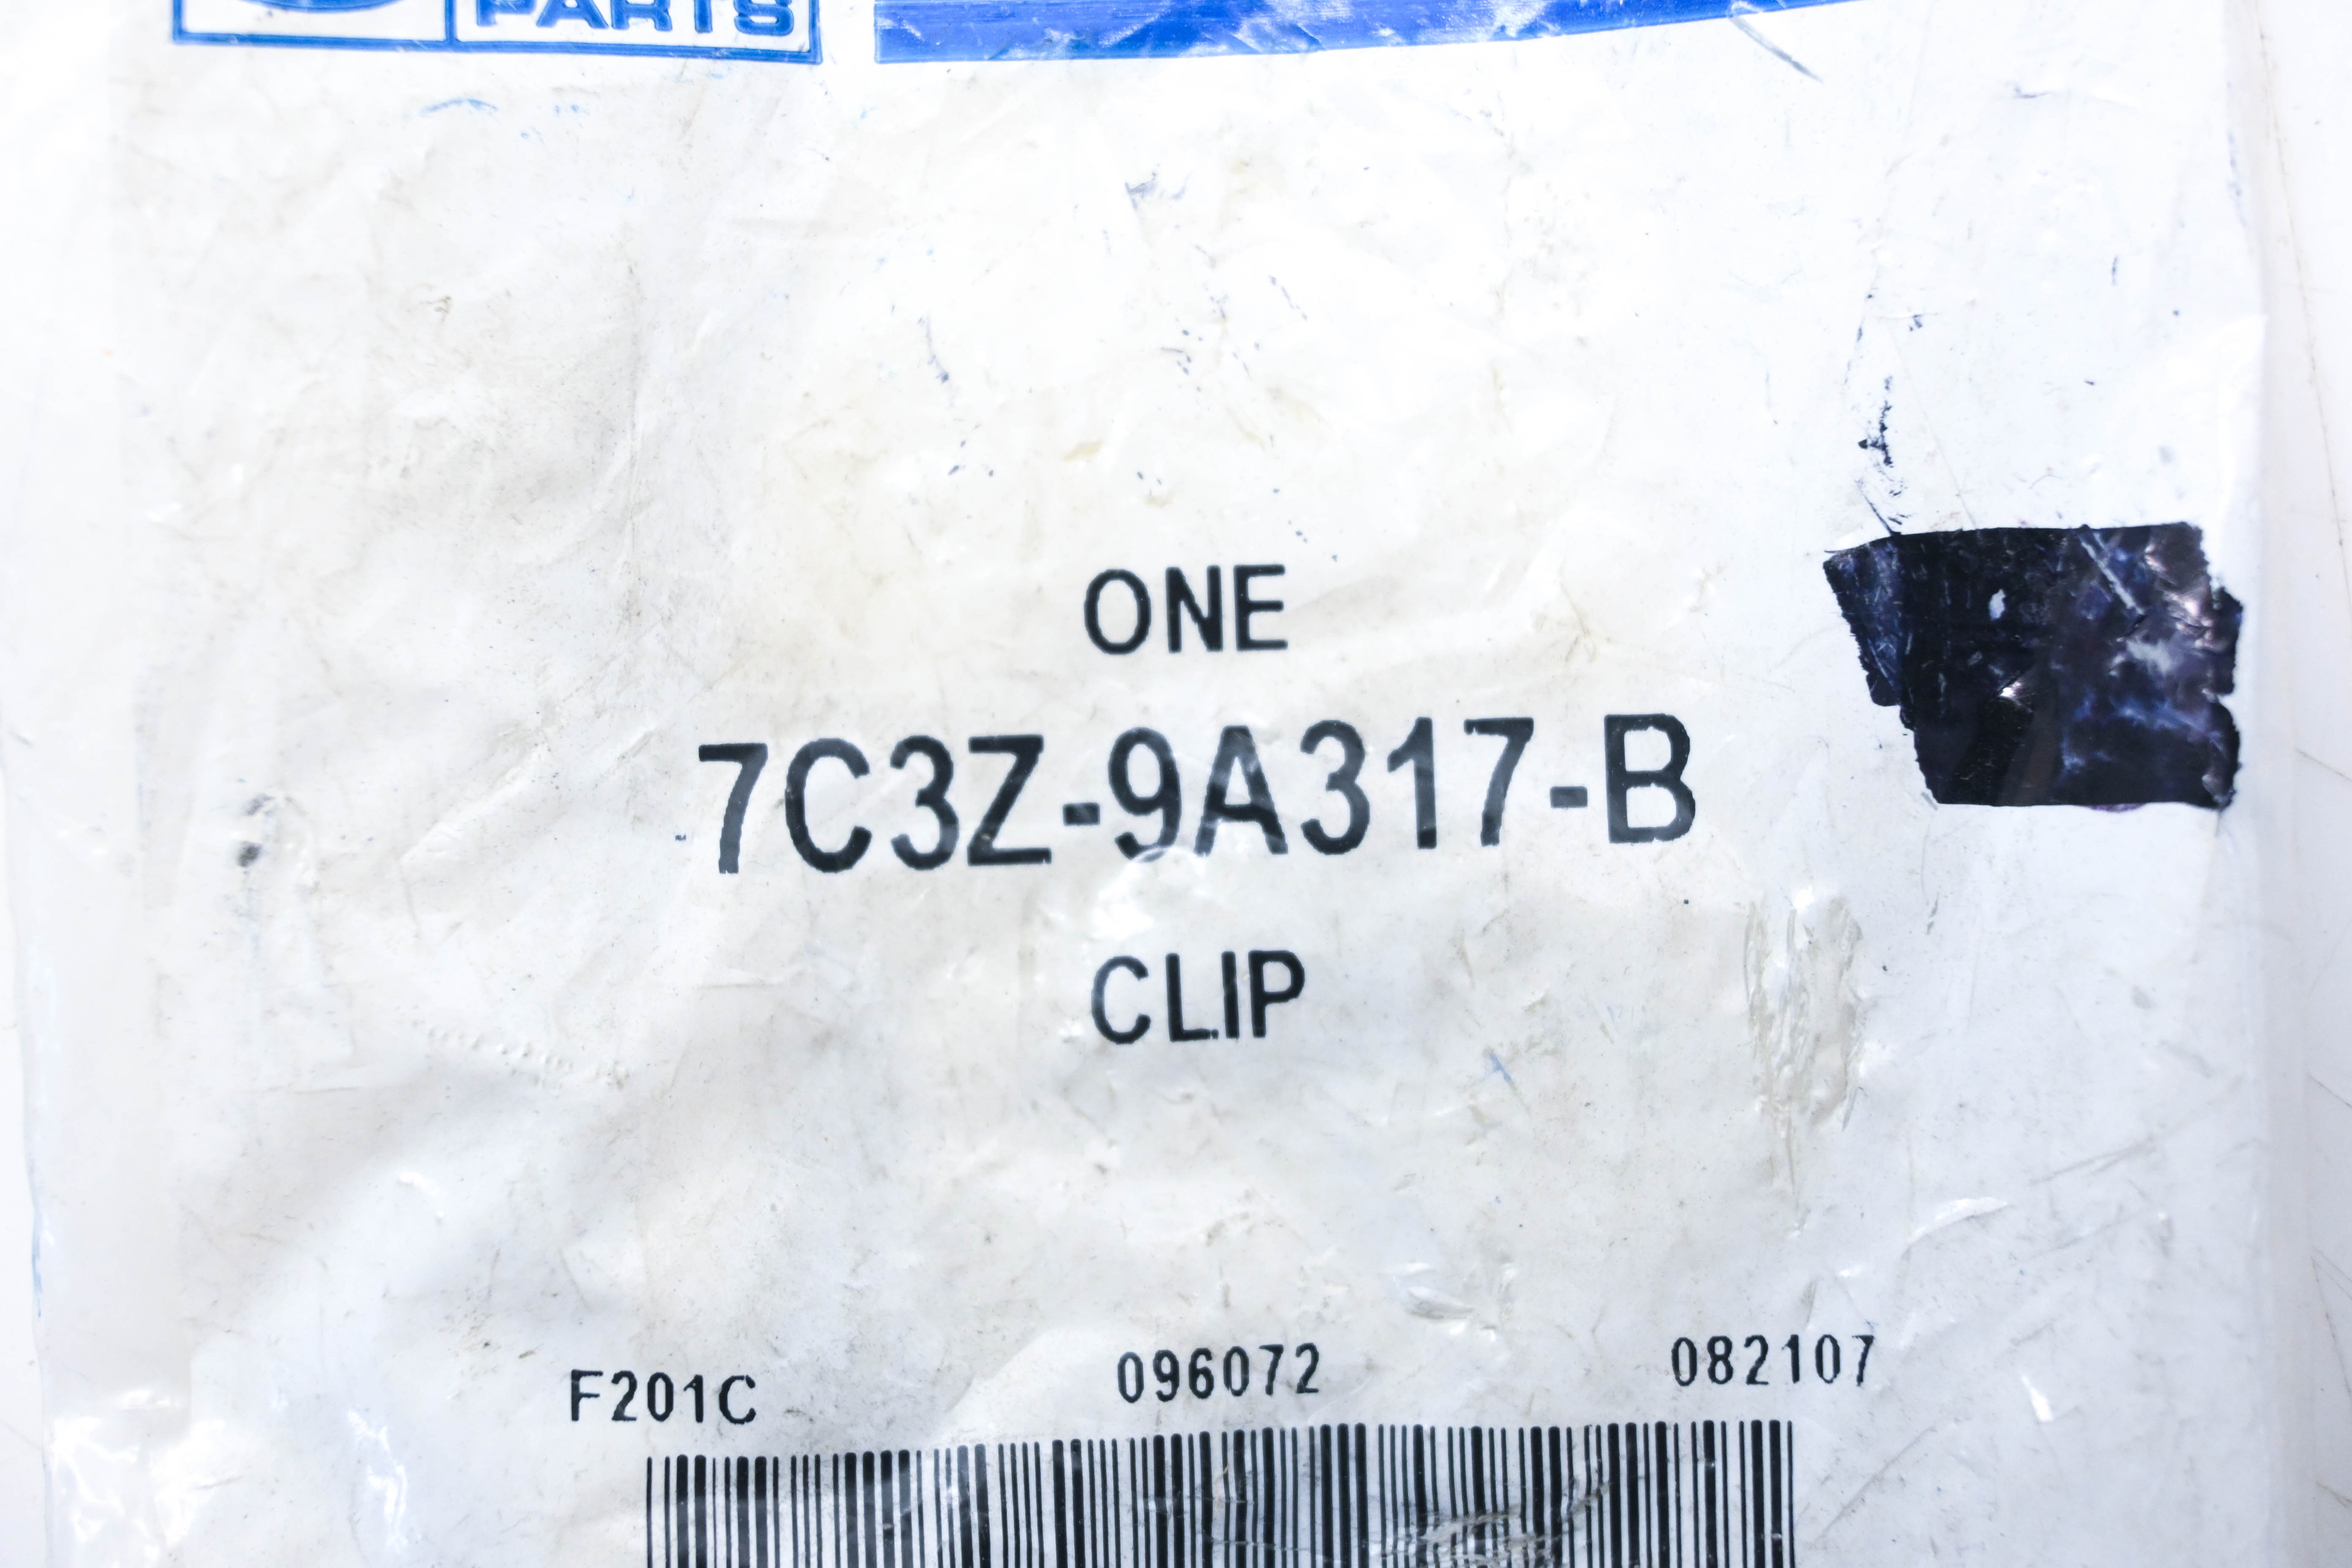 PARTS
ONE
7C3Z-9A317-B
CLIP
F201C 096072 082107